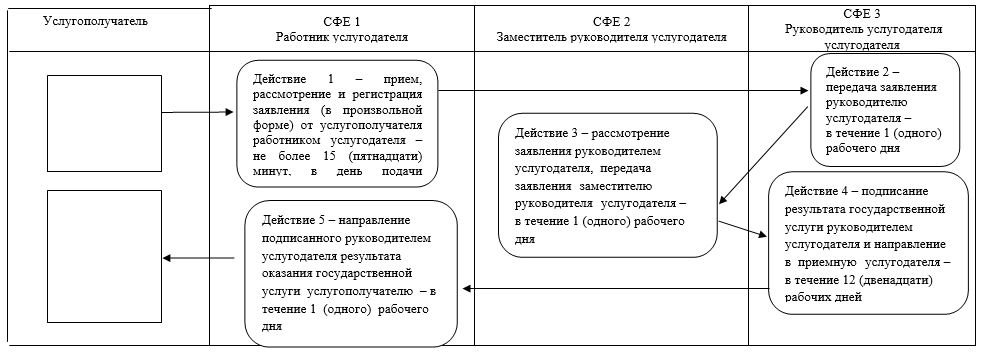 Услугополучатель
СФЕ 1
Работник услугодателя
СФЕ 2
Заместитель руководителя услугодателя
СФЕ 3
Руководитель услугодателя
услугодателя
Действие 1 – прием,
рассмотрение и регистрация
заявления (в произвольной
форме) от услугополучателя
работником услугодателя –
не более 15 (пятнадцати)
минут, в день подачи
Действие 2 –
передача заявления
руководителю
услугодателя –
в течение 1 (одного)
рабочего дня
Действие 3 – рассмотрение
заявления руководителем
услугодателя, передача
заявления заместителю
руководителя услугодателя –
в течение 1 (одного) рабочего
дня
Действие 4 – подписание
результата государственной
услуги руководителем
услугодателя и направление
в приемную услугодателя –
в течение 12 (двенадцати)
рабочих дней
Действие 5 – направление
подписанного руководителем
услугодателя результата
оказания государственной
услуги услугополучателю – в
течение 1 (одного) рабочего
дня